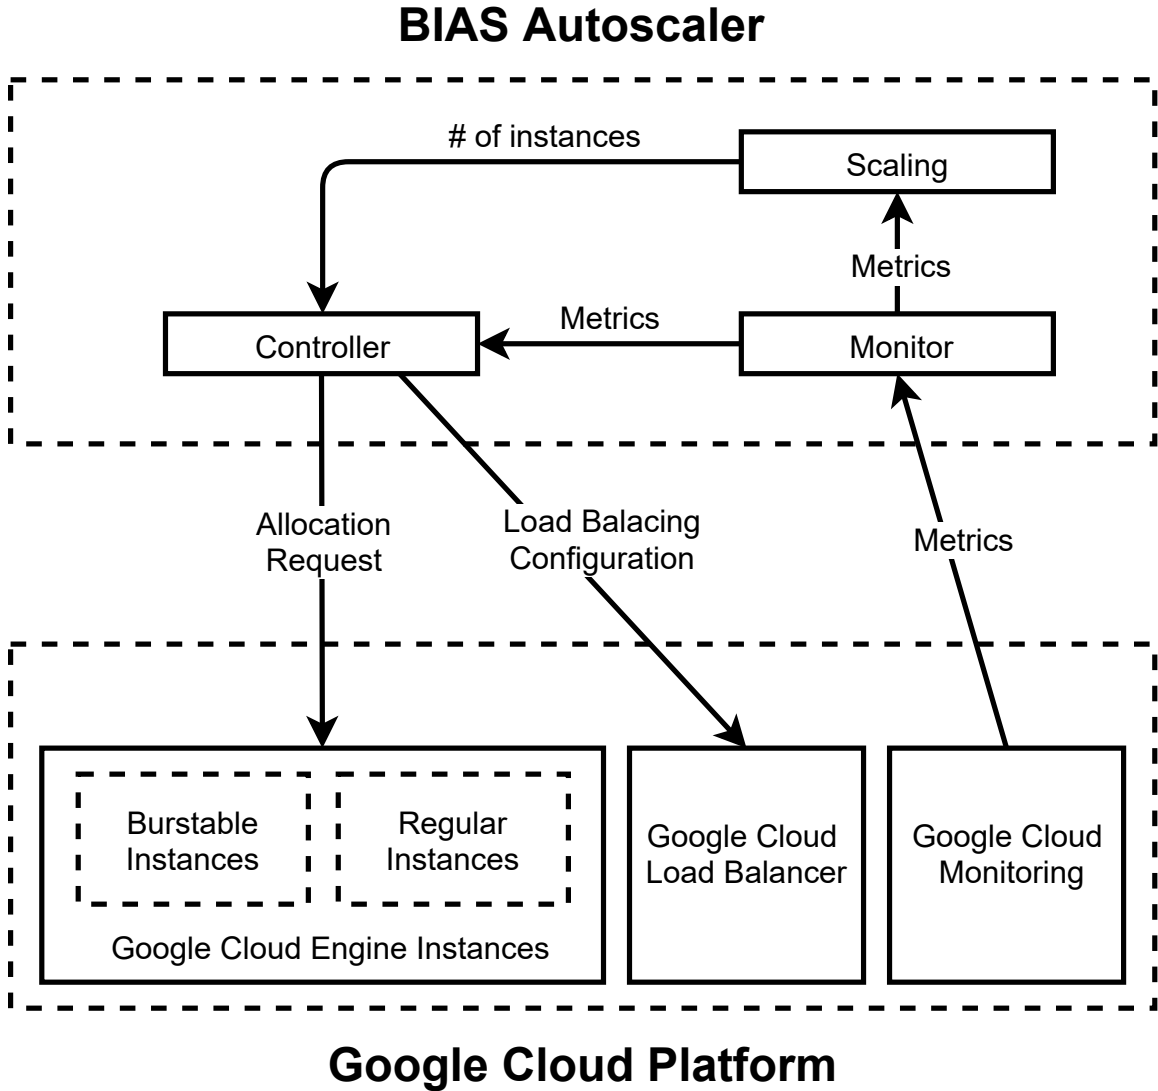 BIAS Autoscaler
# of instances
Scaling
Metrics
Metrics
Controller
Monitor
Allocation
Request
Load Balacing
Configuration
Metrics
Burstable
Instances
Regular
Instances
Google Cloud Engine Instances
Google Cloud
Load Balancer
Google Cloud
Monitoring
Google Cloud Platform